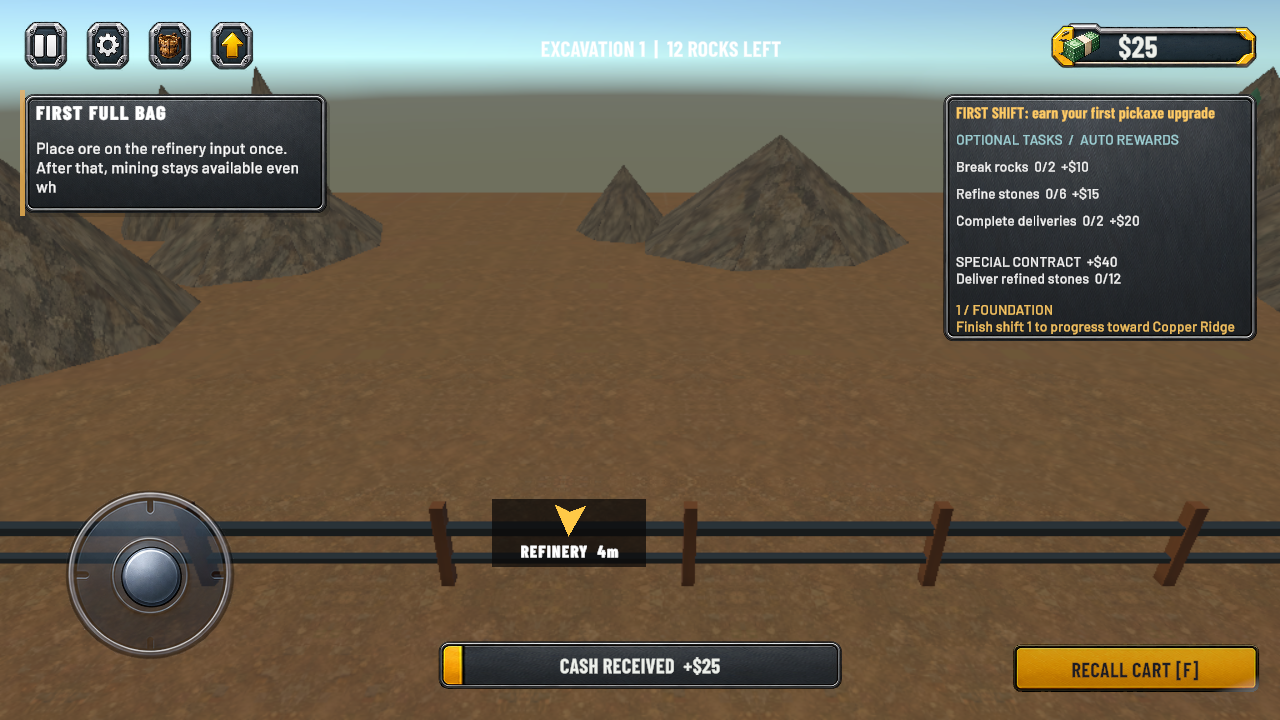 EXCAVATION 1 | 12 ROCKS LEFT
$25
FIRST FULL BAG
Place ore on the refinery input once.
After that, mining stays available even
wh
FIRST SHIFT: earn your first pickaxe upgrade
OPTIONAL TASKS / AUTO REWARDS
Break rocks 0/2 +$10
Refine stones 0/6 +$15
Complete deliveries 0/2 +$20
SPECIAL CONTRACT +$40
Deliver refined stones 0/12
1 / FOUNDATION
Finish shift 1 to progress toward Copper Ridge
REFINERY 4m
CASH RECEIVED +$25
RECALL CART [F]